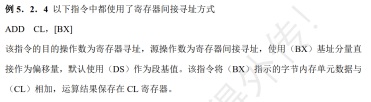 例 5．2．4 以下指令中都使用了寄存器间接寻址方式
ADD CL，[BX]
该指令的目的操作数为寄存器寻址，源操作数为寄存器间接寻址，使用（BX）基址分量直
接作为偏移量，默认使用（DS）作为段基值。该指令将（BX）指示的字节内存单元数据与
（CL）相加，运算结果保存在 CL 寄存器。
得外传！